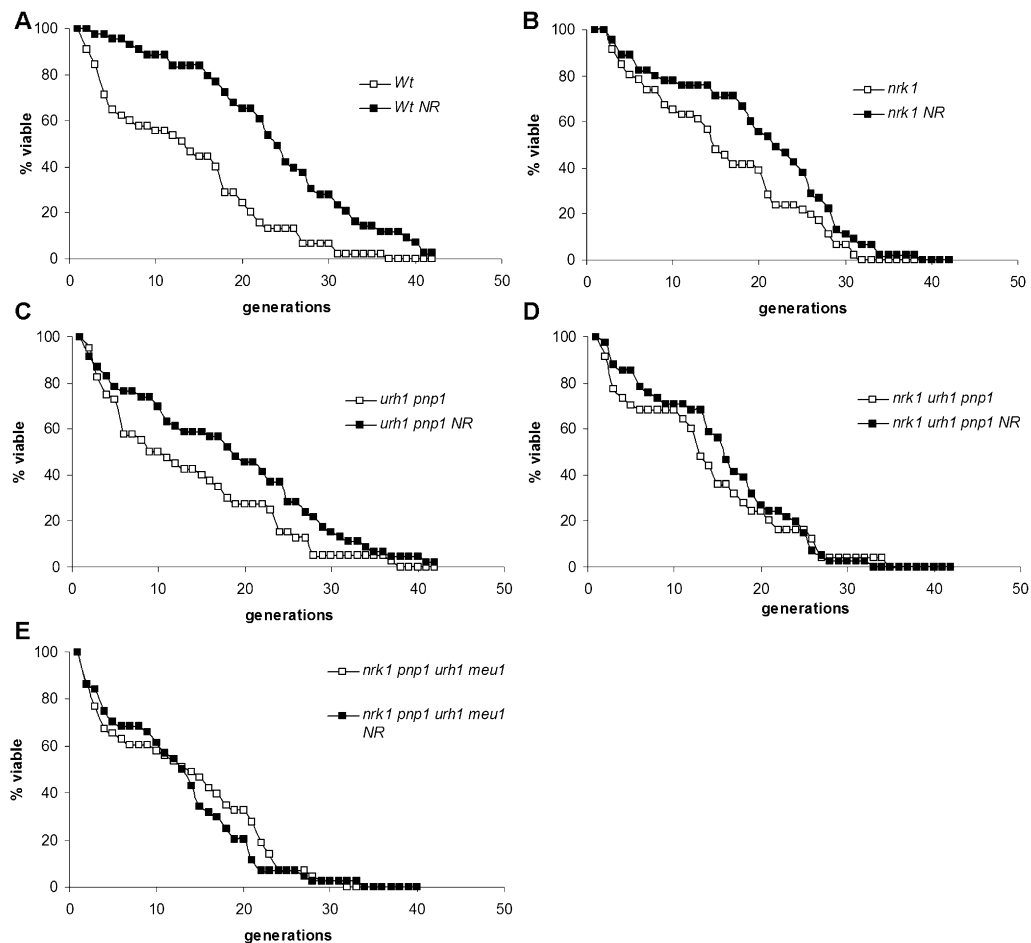 A
% viable
100
80
60
40
20
0
0 10 20 30 40 50
generations
Wt
Wt NR
B
% viable
100
80
60
40
20
0
0 10 20 30 40 50
generations
nrk1
nrk1 NR
C
% viable
100
80
60
40
20
0
0 10 20 30 40 50
generations
urh1 pnp1
urh1 pnp1 NR
D
% viable
100
80
60
40
20
0
0 10 20 30 40 50
generations
nrk1 urh1 pnp1
nrk1 urh1 pnp1 NR
E
% viable
100
80
60
40
20
0
0 10 20 30 40 50
generations
nrk1 pnp1 urh1 meu1
nrk1 pnp1 urh1 meu1
NR